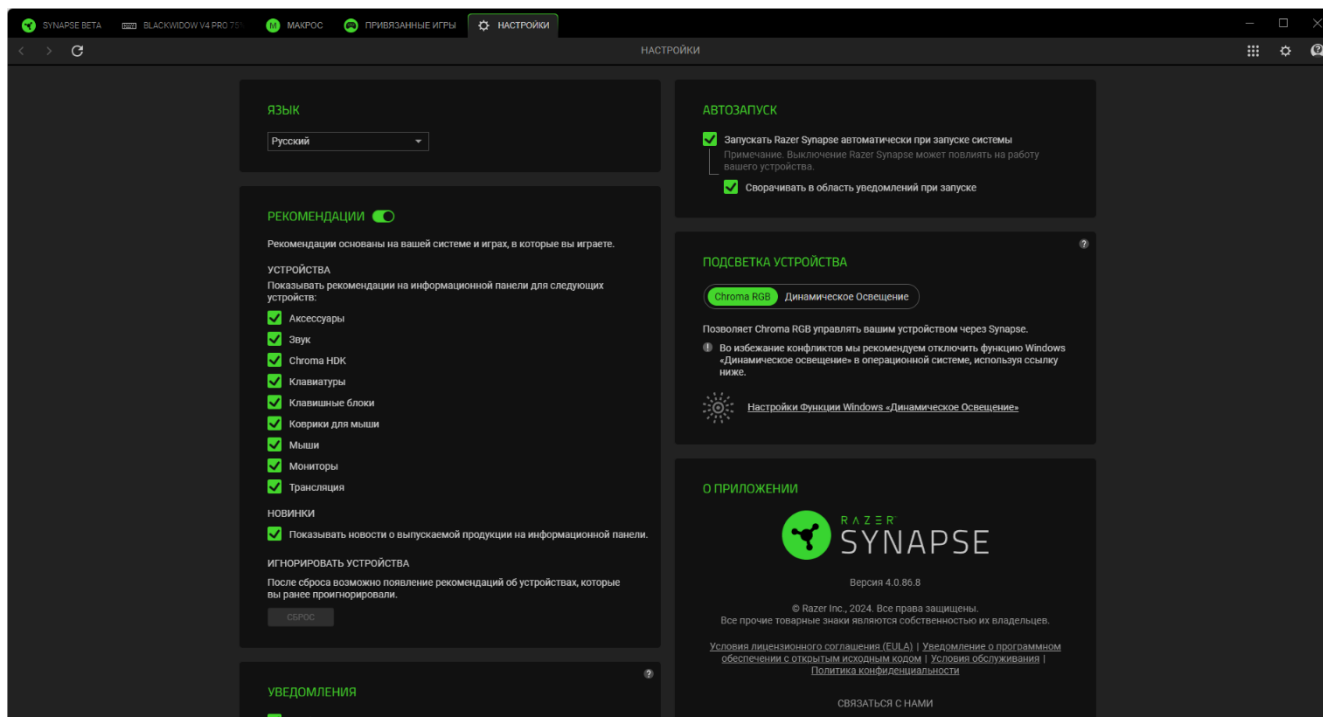 SYNAPSE BETA
BLACKWIDOW V4 PRO 75%
МАКРОС
ПРИВЯЗАННЫЕ ИГРЫ
НАСТРОЙКИ
НАСТРОЙКИ
ЯЗЫК
Русский
РЕКОМЕНДАЦИИ
Рекомендации основаны на вашей системе и играх, в которые вы играете.
УСТРОЙСТВА
Показывать рекомендации на информационной панели для следующих
устройств:
Аксессуары
Звук
Chroma HDK
Клавиатуры
Клавишные блоки
Коврики для мыши
Мыши
Мониторы
Трансляция
НОВИНКИ
Показывать новости о выпускаемой продукции на информационной панели.
ИГНОРИРОВАТЬ УСТРОЙСТВА
После сброса возможно появление рекомендаций об устройствах, которые
вы ранее проигнорировали.
СБРОС
УВЕДОМЛЕНИЯ
АВТОЗАПУСК
Запускать Razer Synapse автоматически при запуске системы
Примечание. Выключение Razer Synapse может повлиять на работу
вашего устройства.
Сворачивать в область уведомлений при запуске
ПОДСВЕТКА УСТРОЙСТВА
Chroma RGB Динамическое Освещение
Позволяет Chroma RGB управлять вашим устройством через Synapse.
Во избежание конфликтов мы рекомендуем отключить функцию Windows
«Динамическое освещение» в операционной системе, используя ссылку
ниже.
Настройки Функции Windows «Динамическое Освещение»
О ПРИЛОЖЕНИИ
RAZER
SYNAPSE
Версия 4.0.86.8
© Razer Inc., 2024. Все права защищены.
Все прочие товарные знаки являются собственностью их владельцев.
Условия лицензионного соглашения (EULA) | Уведомление о программном
обеспечении с открытым исходным кодом | Условия обслуживания |
Политика конфиденциальности
СВЯЗАТЬСЯ С НАМИ